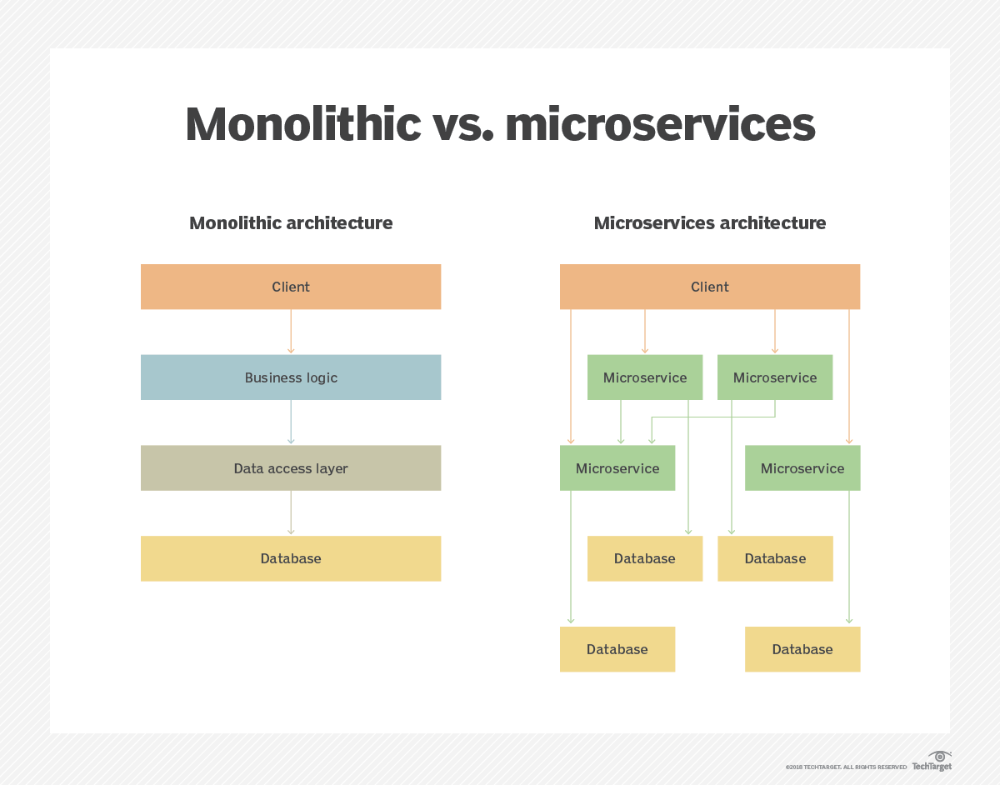 Monolithic vs. microservices
Monolithic architecture
Client
Business logic
Data access layer
Database
Microservices architecture
Client
Microservice
Microservice
Microservice
Microservice
Database
Database
Database
Database
©2018 TECHTARGET. ALL RIGHTS RESERVED
TechTarget